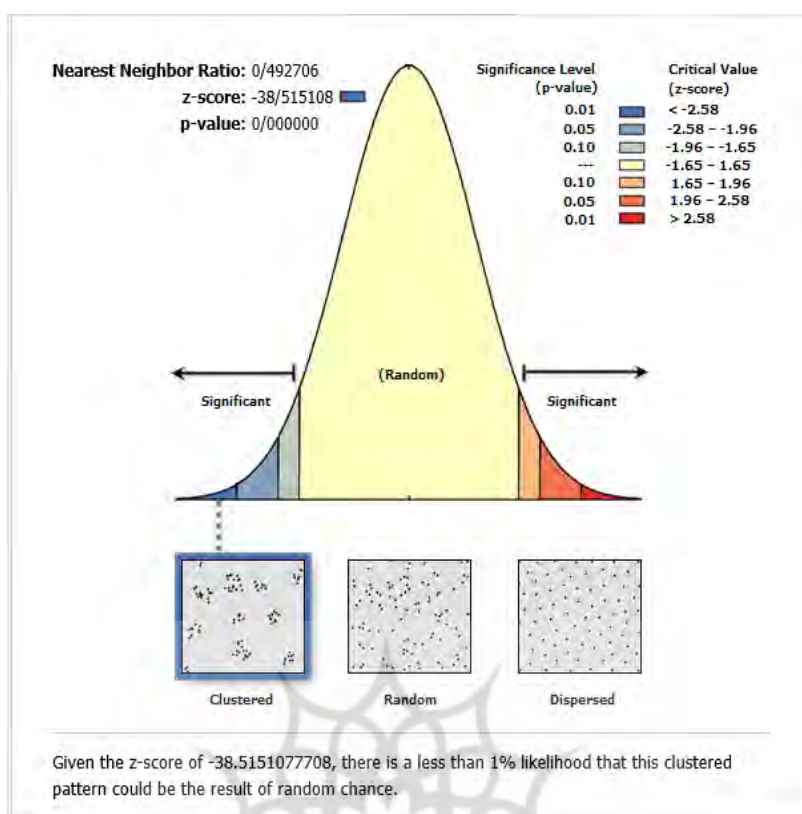 Nearest Neighbor Ratio: 0/492706
z-score: -38/515108
p-value: 0/000000
Significance Level Critical Value
(p-value) (z-score)
0.01 < -2.58
0.05 -2.58 – -1.96
0.10 -1.96 – -1.65
--- -1.65 – 1.65
0.10 1.65 – 1.96
0.05 1.96 – 2.58
0.01 > 2.58
(Random)
Significant Significant
Clustered Random Dispersed
Given the z-score of -38.5151077708, there is a less than 1% likelihood that this clustered
pattern could be the result of random chance.